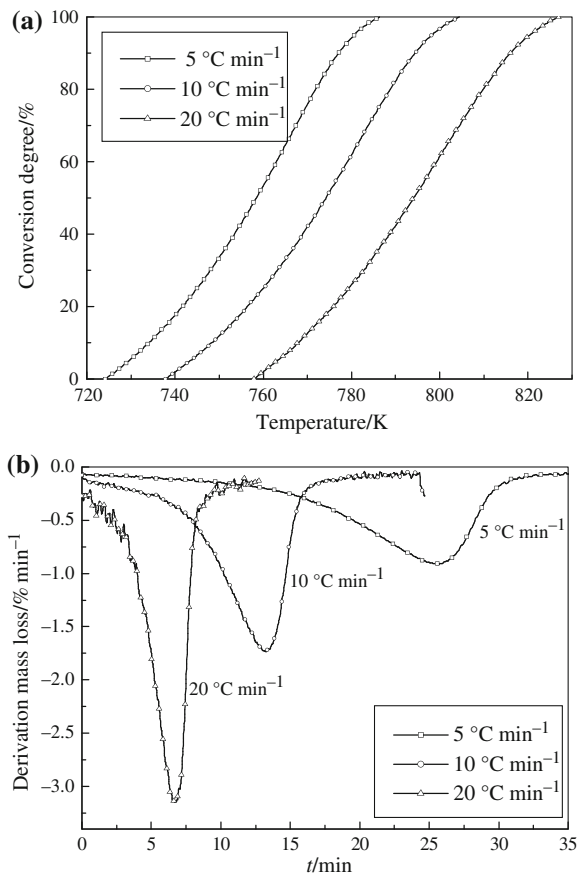 (a)
100
80
60
40
20
0
Conversion degree/%
5 °C min⁻¹
10 °C min⁻¹
20 °C min⁻¹
720 740 760 780 800 820
Temperature/K
(b)
0.0
−0.5
−1.0
−1.5
−2.0
−2.5
−3.0
Derivation mass loss/% min⁻¹
5 °C min⁻¹
10 °C min⁻¹
20 °C min⁻¹
5 °C min⁻¹
10 °C min⁻¹
20 °C min⁻¹
0 5 10 15 20 25 30 35
t/min